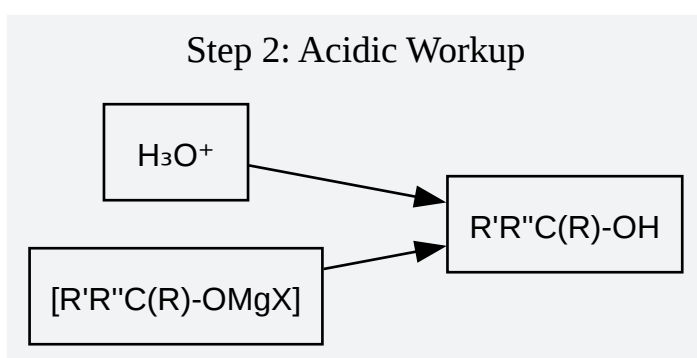 Step 2: Acidic Workup
H₃O⁺
R'R"C(R)-OH
[R'R''C(R)-OMgX]